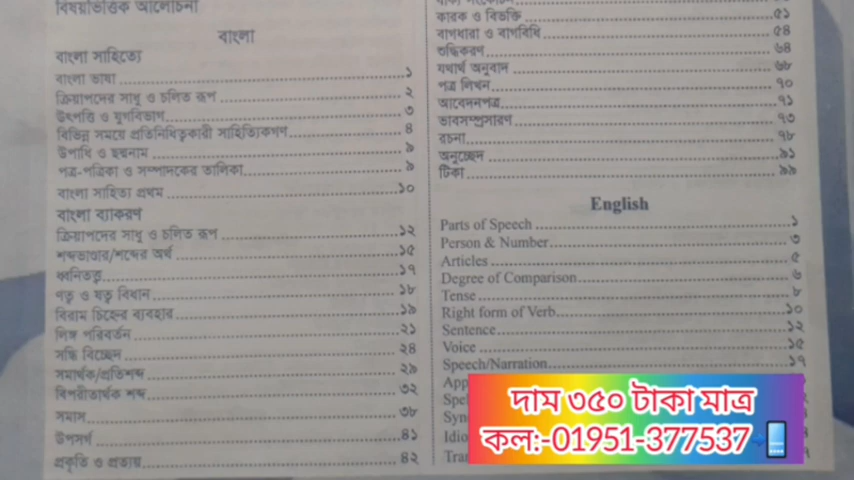 বিষয়ভিত্তিক আলোচনা
বাংলা
বাংলা সাহিত্যে
বাংলা ভাষা ১
ক্রিয়াপদের সাধু ও চলিত রূপ ২
উৎপত্তি ও যুগবিভাগ ৩
বিভিন্ন সময়ে প্রতিনিধিত্বকারী সাহিত্যিকগণ ৪
উপাধি ও ছদ্মনাম ৯
পত্র-পত্রিকা ও সম্পাদকের তালিকা ৯
বাংলা সাহিত্য প্রথম ১০
বাংলা ব্যাকরণ
ক্রিয়াপদের সাধু ও চলিত রূপ ১২
শব্দভাণ্ডার/শব্দের অর্থ ১৫
ধ্বনিতত্ত্ব ১৭
ণত্ব ও ষত্ব বিধান ১৮
বিরাম চিহ্নের ব্যবহার ১৯
লিঙ্গ পরিবর্তন ২১
সন্ধি বিচ্ছেদ ২৪
সমার্থক/প্রতিশব্দ ২৯
বিপরীতার্থক শব্দ ৩২
সমাস ৩৮
উপসর্গ ৪১
প্রকৃতি ও প্রত্যয় ৪২
কারক ও বিভক্তি ৫১
বাগধারা ও বাগবিধি ৫৪
শুদ্ধিকরণ ৬৪
যথার্থ অনুবাদ ৬৮
পত্র লিখন ৭০
আবেদনপত্র ৭১
ভাবসম্প্রসারণ ৭৩
রচনা ৭৮
অনুচ্ছেদ ৯১
টিকা ৯৯
English
Parts of Speech ১
Person & Number ৩
Articles ৫
Degree of Comparison ৬
Tense ৮
Right form of Verb ১০
Sentence ১২
Voice ১৫
Speech/Narration ১৭
দাম ৩৫০ টাকা মাত্র
কল:-01951-377537